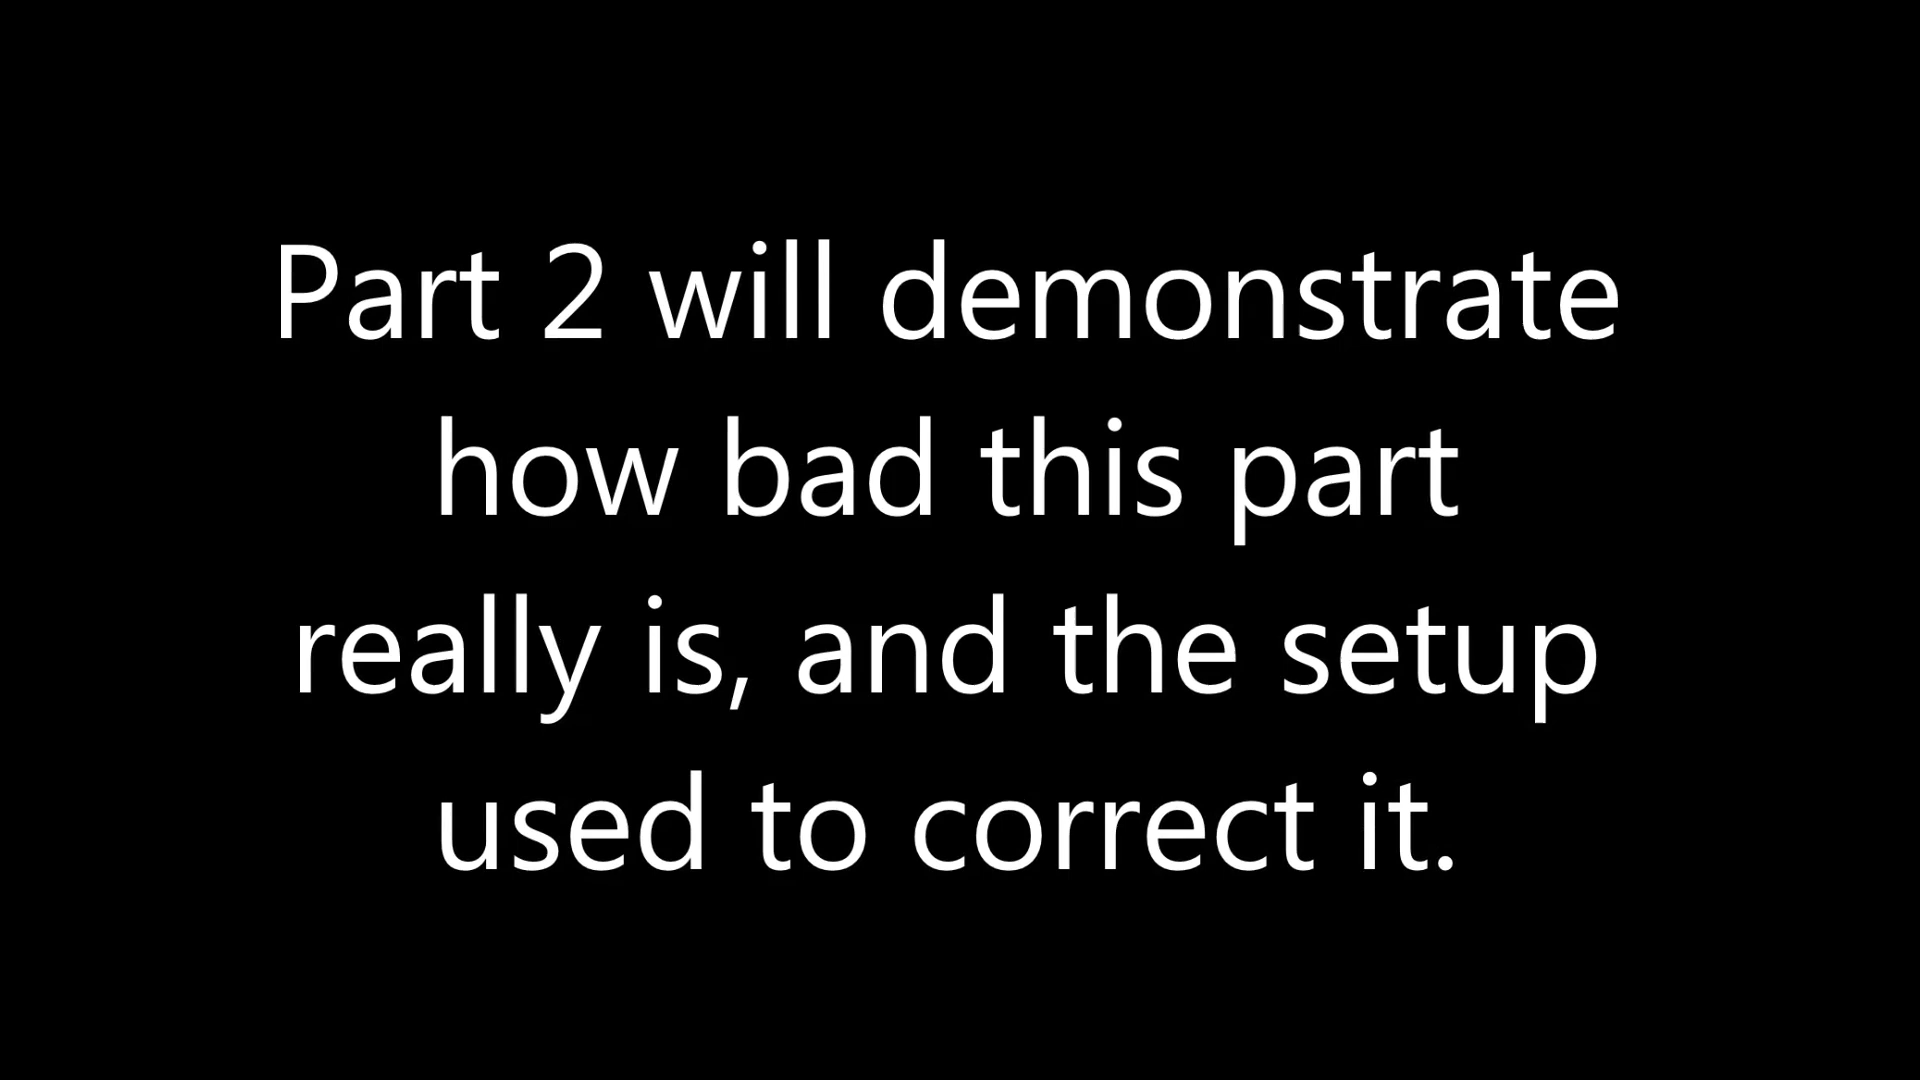 Part 2 will demonstrate
how bad this part
really is, and the setup
used to correct it.